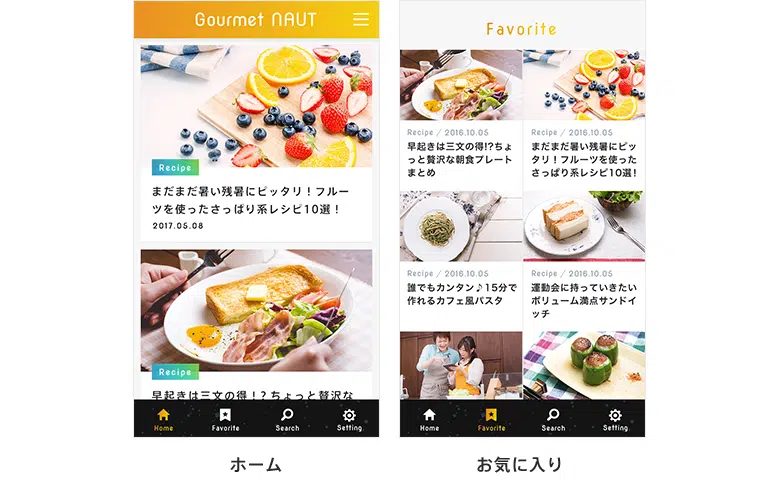 Gourmet NAUT
Recipe
まだまだ暑い残暑にピッタリ！フルー
ツを使ったさっぱり系レシピ10選！
2017.05.08
Recipe
早起きは三文の得！？ちょっと贅沢な
Home
Favorite
Search
Setting
ホーム
Favorite
Recipe / 2016.10.05
早起きは三文の得!?ちょ
っと贅沢な朝食プレート
まとめ
Recipe / 2016.10.05
まだまだ暑い残暑にピッ
タリ！フルーツを使った
さっぱり系レシピ10選!
Recipe / 2016.10.05
誰でもカンタン♪15分で
作れるカフェ風パスタ
Recipe / 2016.10.05
運動会に持っていきたい
ボリューム満点サンドイ
ッチ
Home
Favorite
Search
Setting
お気に入り